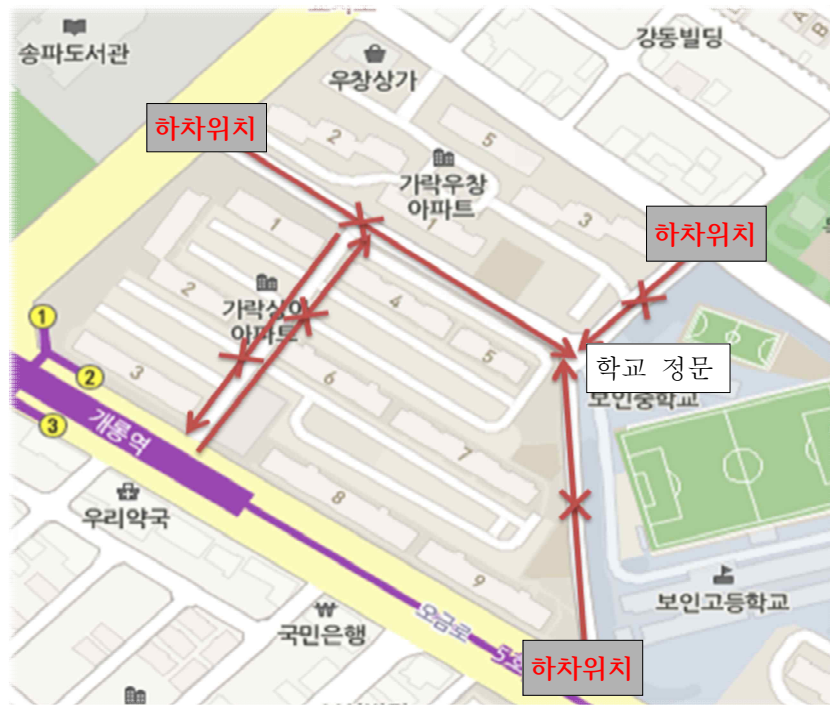 송파도서관
우창상가
강동빌딩
하차위치
2
5
가락우창
아파트
1
3
하차위치
1
2
가락상아
아파트
4
5
1
2
3
6
학교 정문
보인중학교
3
개롱역
7
우리약국
8
9
보인고등학교
국민은행
오금로
하차위치
A
B